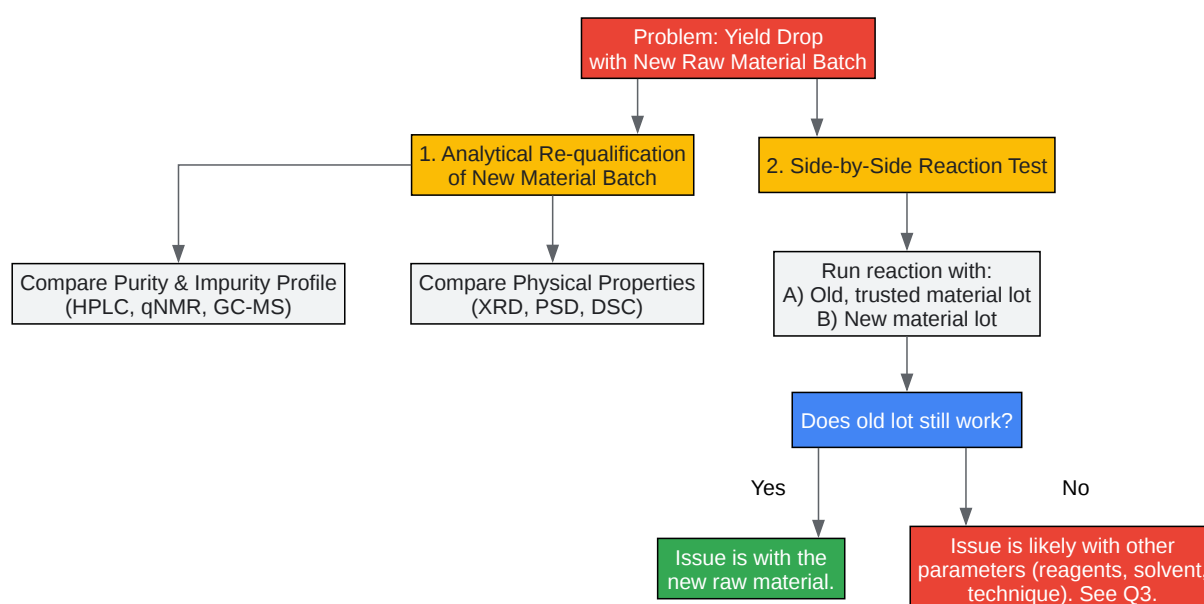 Problem: Yield Drop
with New Raw Material Batch
1. Analytical Re-qualification
of New Material Batch
2. Side-by-Side Reaction Test
Compare Purity & Impurity Profile
(HPLC, qNMR, GC-MS)
Compare Physical Properties
(XRD, PSD, DSC)
Run reaction with:
A) Old, trusted material lot
B) New material lot
Does old lot still work?
Yes
No
Issue is with the
new raw material.
Issue is likely with other
parameters (reagents, solvent,
technique). See Q3.